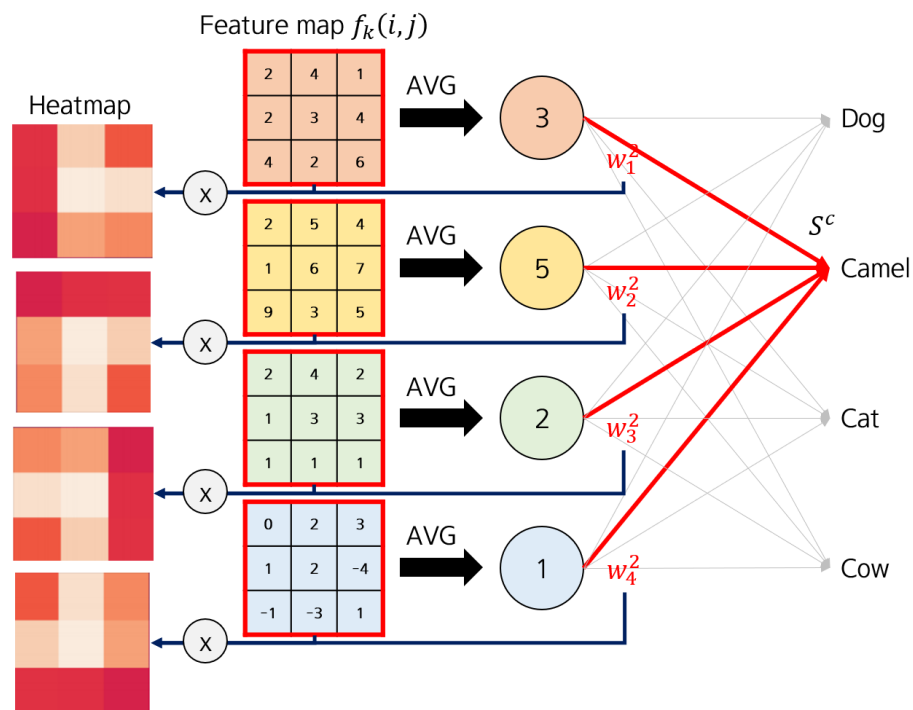 Feature map f_k(i,j)
Heatmap
2 4 1
2 3 4
4 2 6
AVG
3
Dog
w_1^2
X
2 5 4
1 6 7
9 3 5
AVG
5
S^c
Camel
w_2^2
X
2 4 2
1 3 3
1 1 1
AVG
2
Cat
w_3^2
X
0 2 3
1 2 -4
-1 -3 1
AVG
1
Cow
w_4^2
X